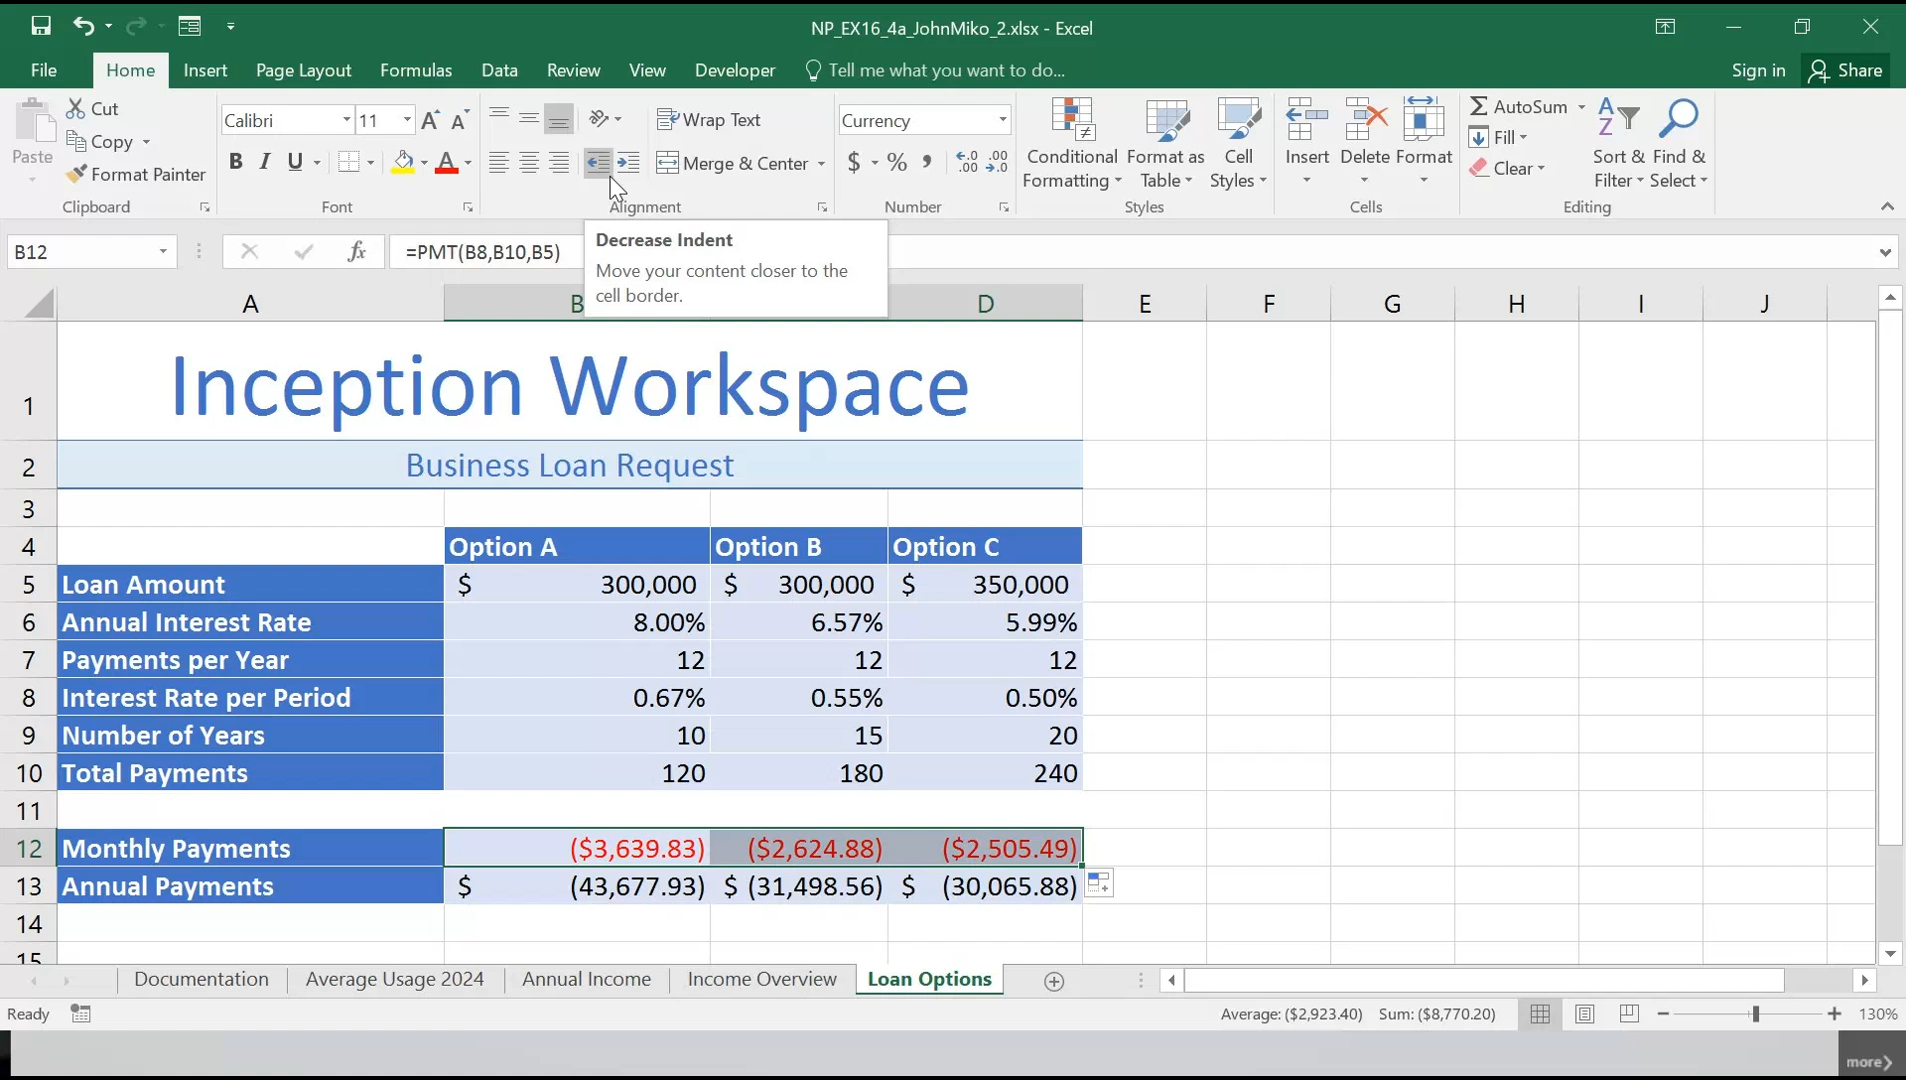 NP_EX16_4a_JohnMiko_2.xlsx - Excel
File Home Insert Page Layout Formulas Data Review View Developer Tell me what you want to do... Sign in Share
Paste
Cut
Copy
Format Painter
Clipboard
Calibri 11
B I U
Font
Wrap Text
Merge & Center
Alignment
Currency
$ % ,
Number
Conditional Formatting
Format as Table
Cell Styles
Styles
Insert
Delete
Format
Cells
AutoSum
Fill
Clear
Sort & Filter
Find & Select
Editing
B12 fx =PMT(B8,B10,B5)
Decrease Indent
Move your content closer to the
cell border.
A B D E F G H I J
1 Inception Workspace
2 Business Loan Request
3
4 Option A Option B Option C
5 Loan Amount $ 300,000 $ 300,000 $ 350,000
6 Annual Interest Rate 8.00% 6.57% 5.99%
7 Payments per Year 12 12 12
8 Interest Rate per Period 0.67% 0.55% 0.50%
9 Number of Years 10 15 20
10 Total Payments 120 180 240
11
12 Monthly Payments ($3,639.83) ($2,624.88) ($2,505.49)
13 Annual Payments $ (43,677.93) $ (31,498.56) $ (30,065.88)
14
15
Documentation Average Usage 2024 Annual Income Income Overview Loan Options
Ready Average: ($2,923.40) Sum: ($8,770.20) 130%
more